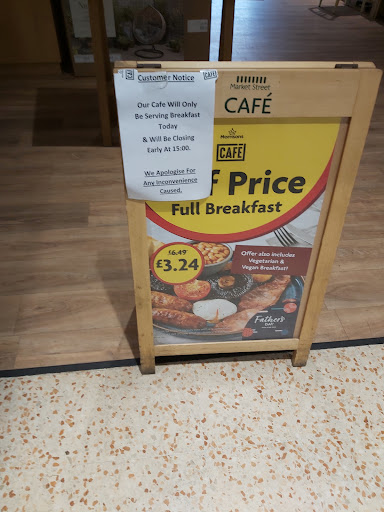 Customer Notice
CAFÉ
Our Cafe Will Only
Be Serving Breakfast
Today
& Will Be Closing
Early At 15:00.
We Apologise For
Any Inconvenience
Caused.
Market Street
CAFÉ
Morrisons
CAFÉ
f Price
Full Breakfast
Offer also includes
Vegetarian &
Vegan Breakfast!
£6.49
£3.24
Father's
DAY